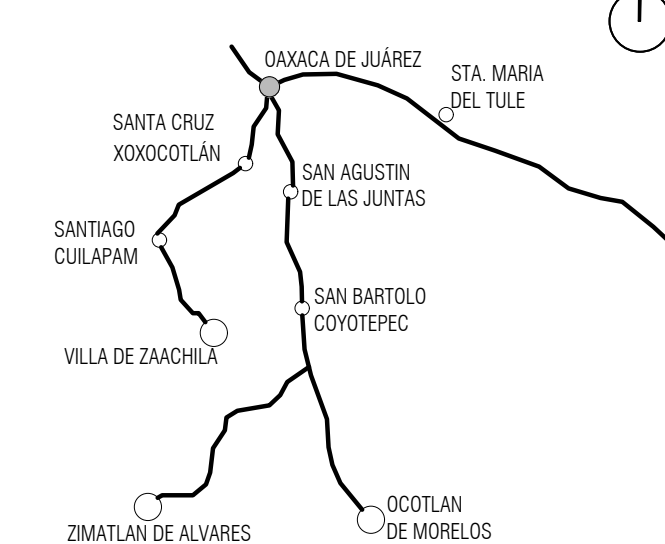 OAXACA DE JUÁREZ
STA. MARIA
DEL TULE
SANTA CRUZ
XOXOCOTLÁN
SAN AGUSTIN
DE LAS JUNTAS
SANTIAGO
CUILAPAM
SAN BARTOLO
COYOTEPEC
VILLA DE ZAACHILA
OCOTLAN
DE MORELOS
ZIMATLAN DE ALVARES